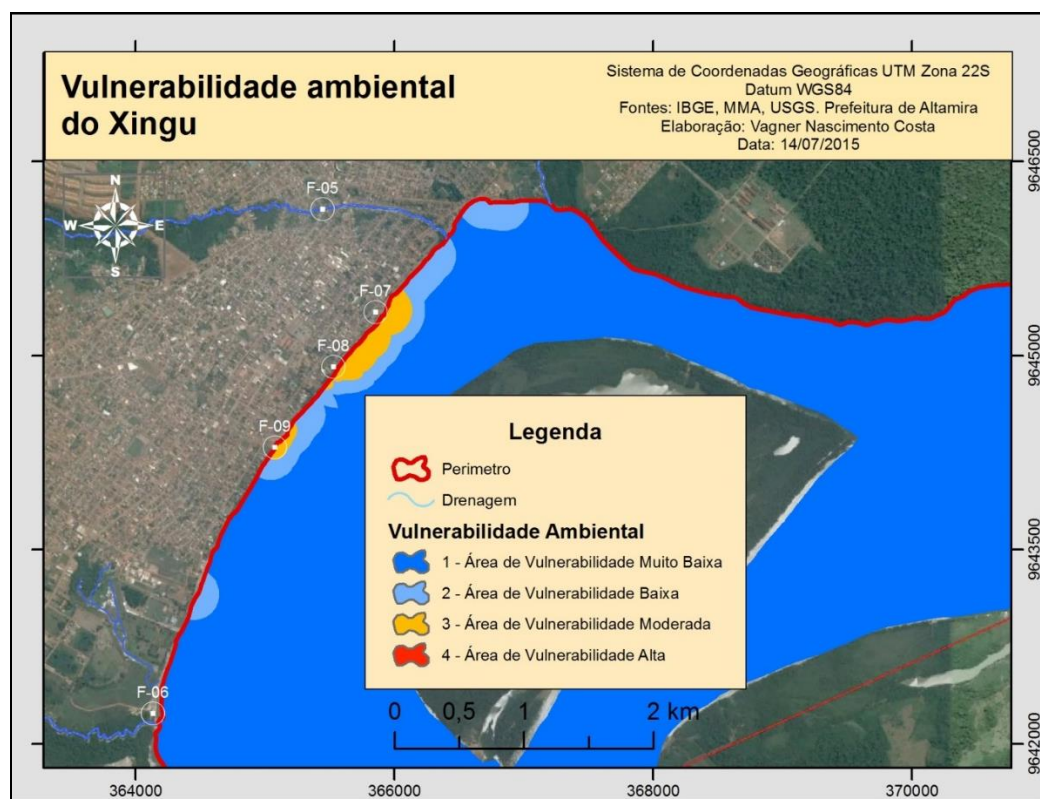 Vulnerabilidade ambiental
do Xingu
Sistema de Coordenadas Geográficas UTM Zona 22S
Datum WGS84
Fontes: IBGE, MMA, USGS. Prefeitura de Altamira
Elaboração: Vagner Nascimento Costa
Data: 14/07/2015
N
W
E
S
F-05
F-07
F-08
F-09
F-06
Legenda
Perimetro
Drenagem
Vulnerabilidade Ambiental
1 - Área de Vulnerabilidade Muito Baixa
2 - Área de Vulnerabilidade Baixa
3 - Área de Vulnerabilidade Moderada
4 - Área de Vulnerabilidade Alta
0 0,5 1 2 km
9646500
9645000
9643500
9642000
364000 366000 368000 370000